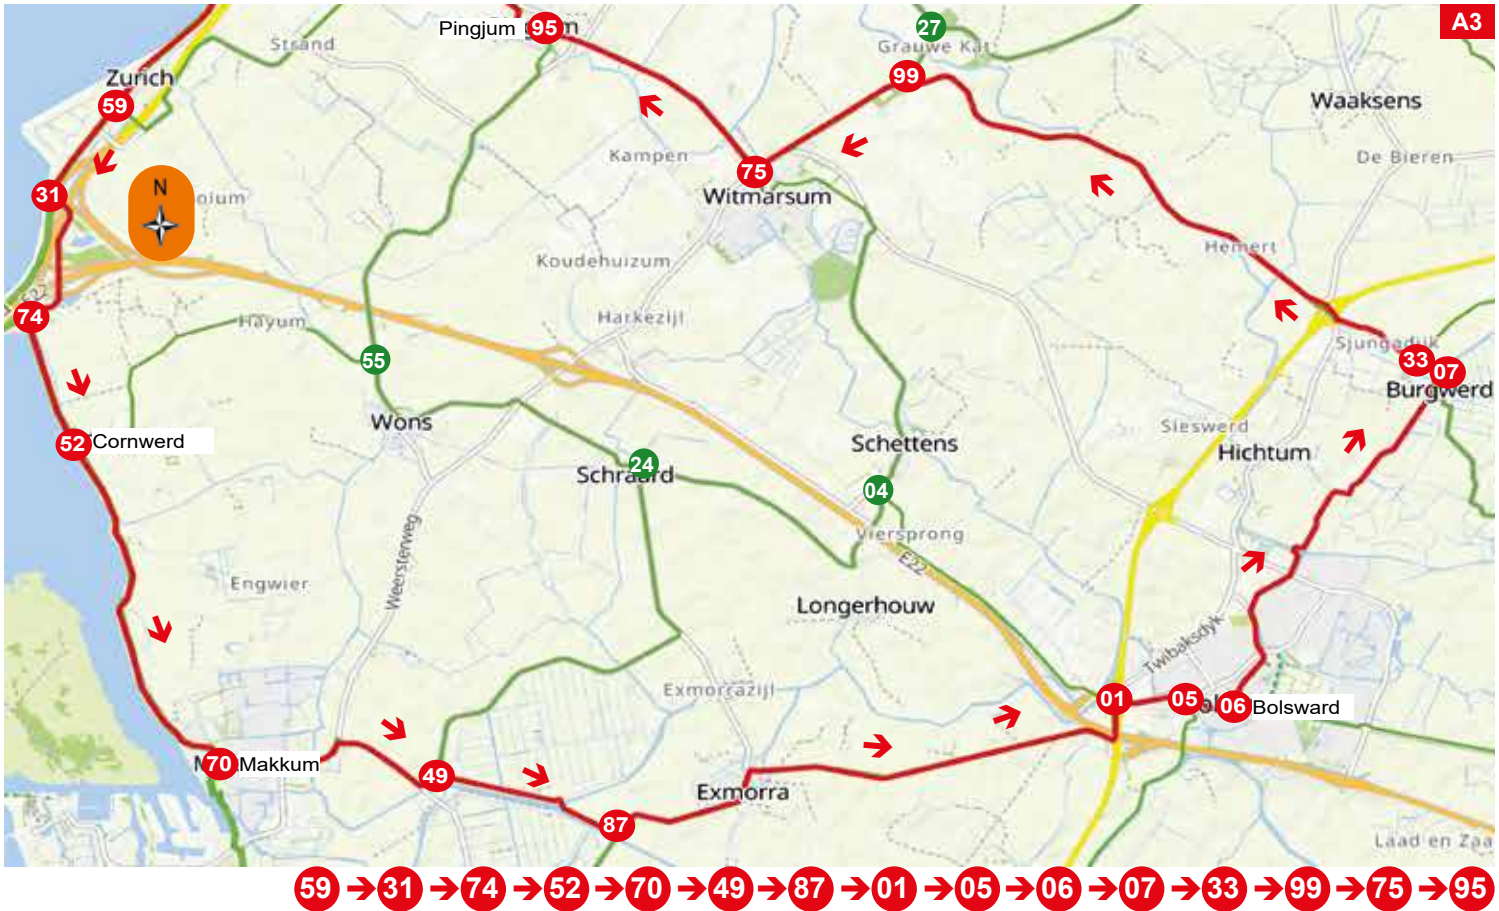 A3
Pingjum 95
27
Strand
Grauwe Kat
Zurich
59
99
Waaksens
Kampen
De Bieren
75
Witmarsum
31
N
Hemert
Koudehuizum
E22
74
Harkezijl
Hayum
Sjungadijk
55
33
07
Burgwerd
Wons
Sieswerd
52 Cornwerd
Schettens
Hichtum
24
Schraard
04
Viersprong
E22
Weersterweg
Engwier
Longerhouw
Twibaksdyk
Exmorrazijl
01
05
06 Bolsward
70 Makkum
49
Exmorra
87
Laad en Zaa
59 → 31 → 74 → 52 → 70 → 49 → 87 → 01 → 05 → 06 → 07 → 33 → 99 → 75 → 95